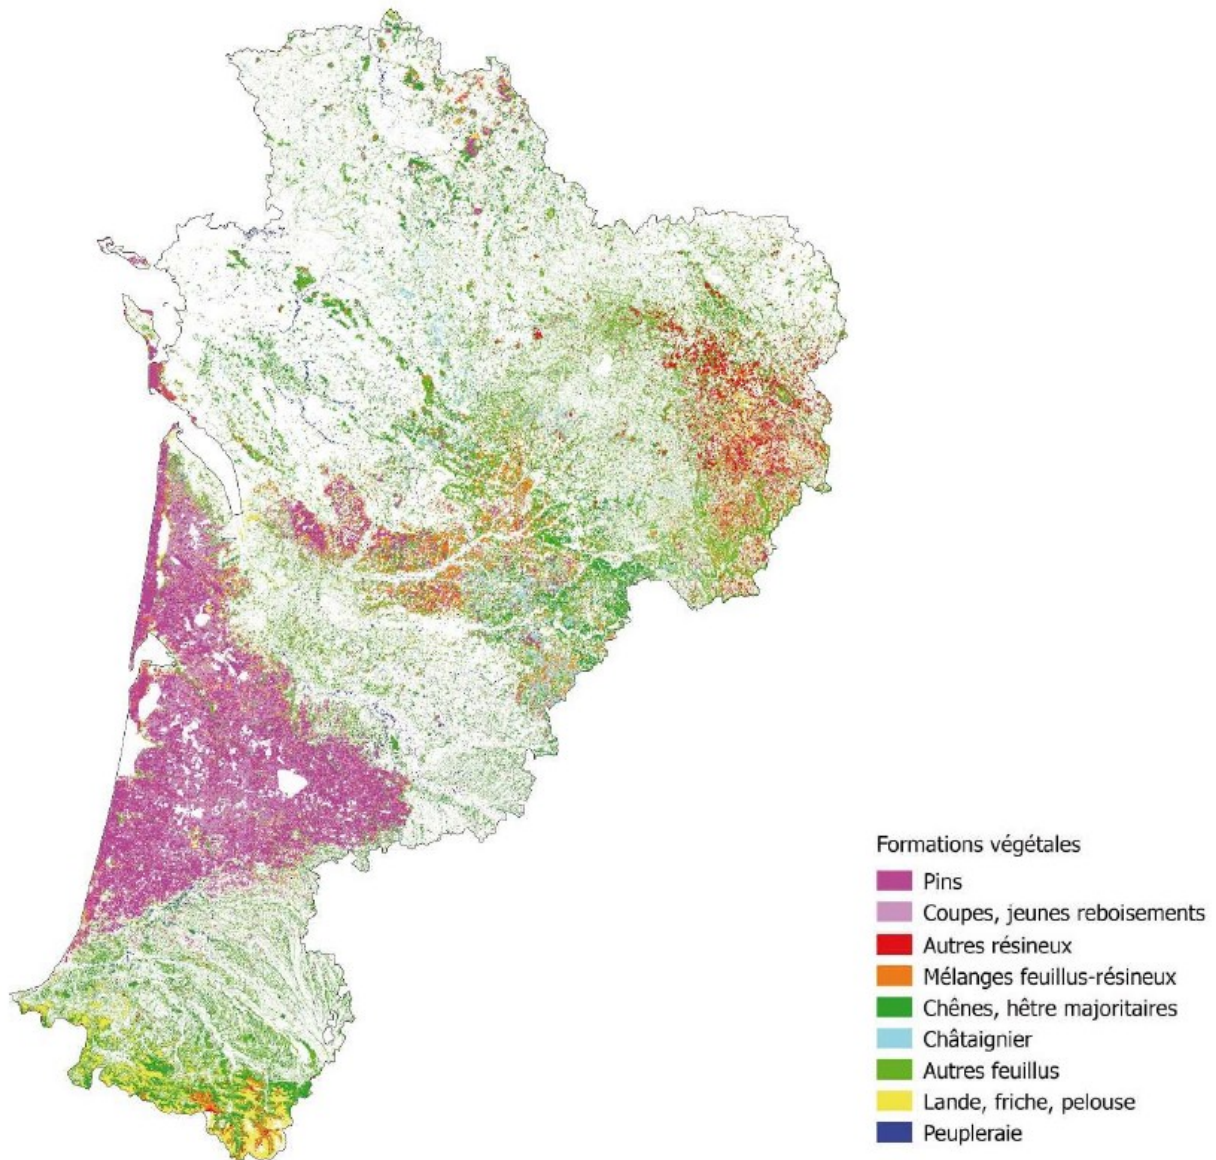 Formations végétales
Pins
Coupes, jeunes reboisements
Autres résineux
Mélanges feuillus-résineux
Chênes, hêtre majoritaires
Châtaignier
Autres feuillus
Lande, friche, pelouse
Peupleraie